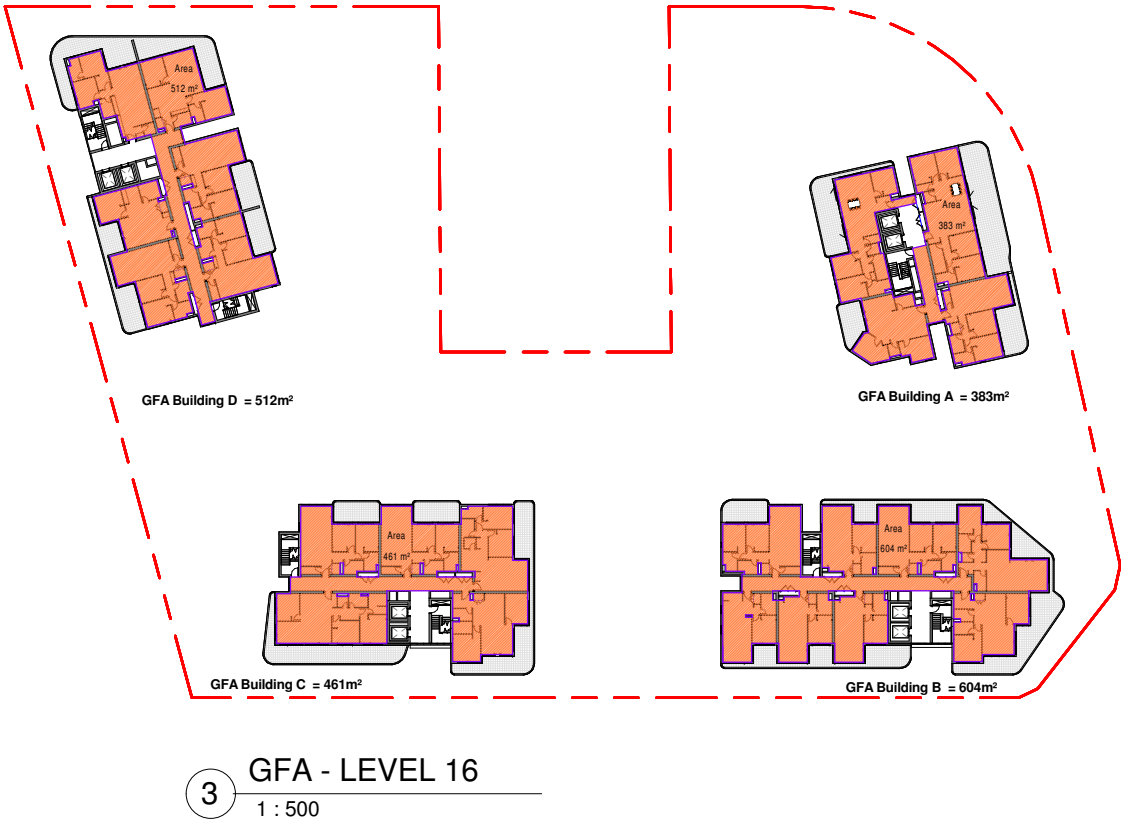 Area
512 m²
Area
383 m²
GFA Building D = 512m²
GFA Building A = 383m²
Area
461 m²
Area
604 m²
GFA Building C = 461m²
GFA Building B = 604m²
3
GFA - LEVEL 16
1 : 500